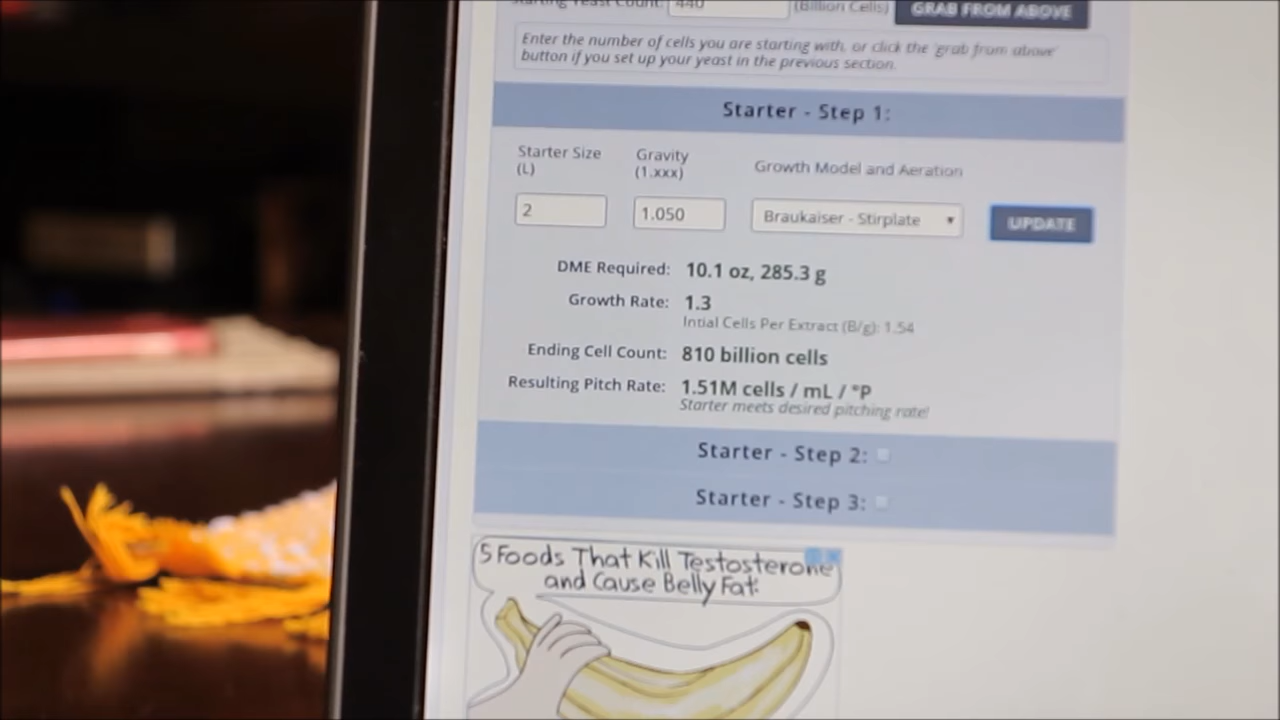 Starting Yeast Count: 440 (Billion Cells) GRAB FROM ABOVE
Enter the number of cells you are starting with, or click the 'grab from above'
button if you set up your yeast in the previous section.
Starter - Step 1:
Starter Size
(L)
Gravity
(1.xxx)
Growth Model and Aeration
2
1.050
Braukaiser - Stirplate
UPDATE
DME Required: 10.1 oz, 285.3 g
Growth Rate: 1.3
Intial Cells Per Extract (B/g): 1.54
Ending Cell Count: 810 billion cells
Resulting Pitch Rate: 1.51M cells / mL / °P
Starter meets desired pitching rate!
Starter - Step 2:
Starter - Step 3:
5 Foods That Kill Testosterone
and Cause Belly Fat: